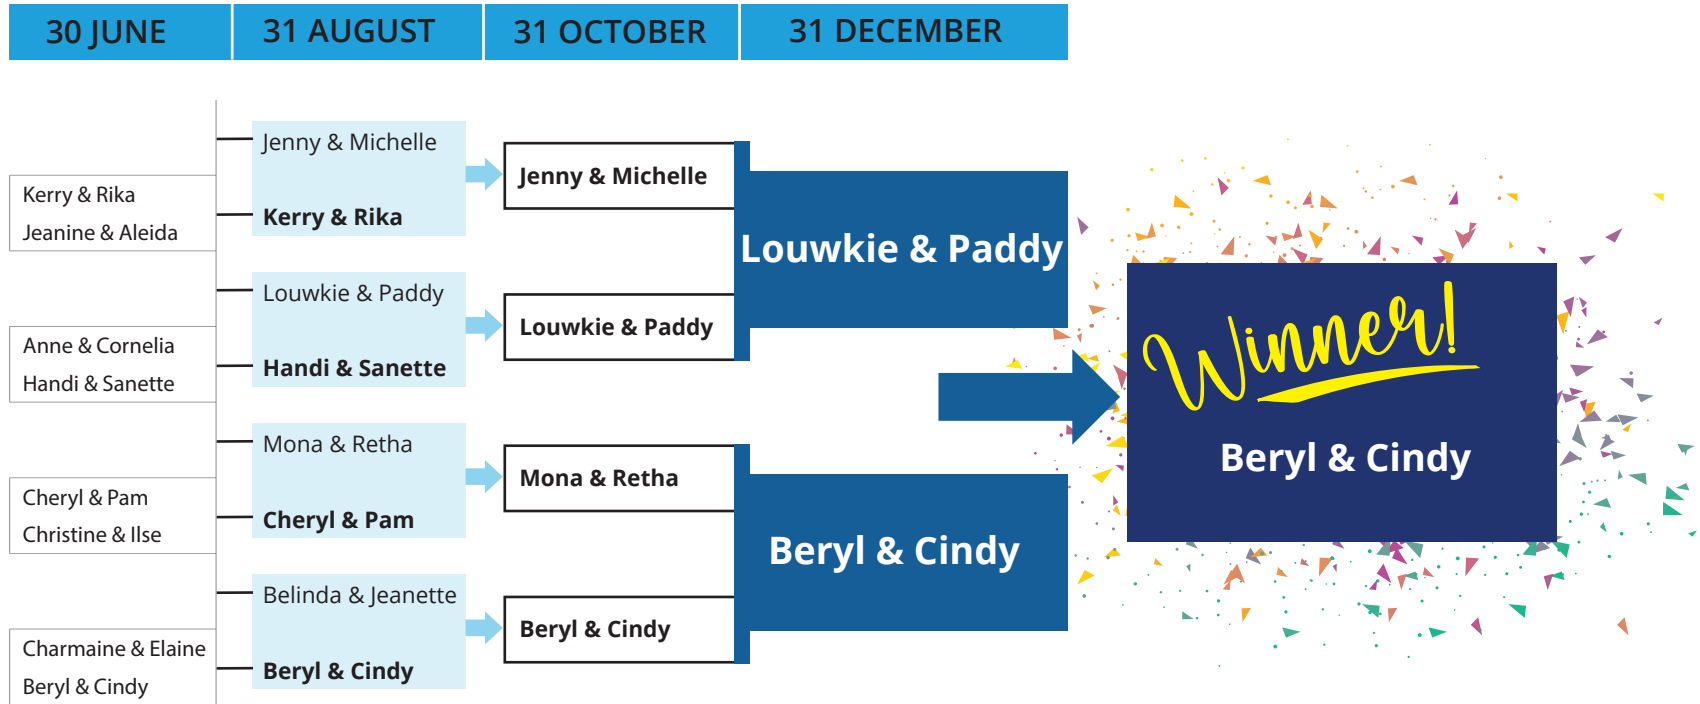 30 JUNE
31 AUGUST
31 OCTOBER
31 DECEMBER
Kerry & Rika
Jeanine & Aleida
Anne & Cornelia
Handi & Sanette
Cheryl & Pam
Christine & Ilse
Charmaine & Elaine
Beryl & Cindy
Jenny & Michelle
Kerry & Rika
Louwkie & Paddy
Handi & Sanette
Mona & Retha
Cheryl & Pam
Belinda & Jeanette
Beryl & Cindy
Jenny & Michelle
Louwkie & Paddy
Mona & Retha
Beryl & Cindy
Louwkie & Paddy
Beryl & Cindy
Winner!
Beryl & Cindy